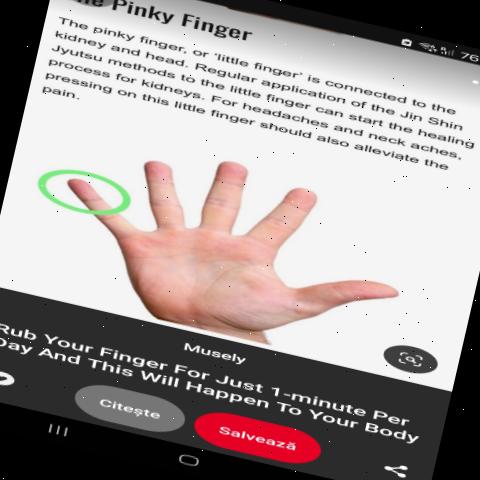 he Pinky Finger
The pinky finger, or 'little finger' is connected to the
kidney and head. Regular application of the Jin Shin
Jyutsu methods to the little finger can start the healing
process for kidneys. For headaches and neck aches,
pressing on this little finger should also alleviate the
pain.
76
Musely
Rub Your Finger For Just 1-minute Per
Day And This Will Happen To Your Body
Citește
Salvează